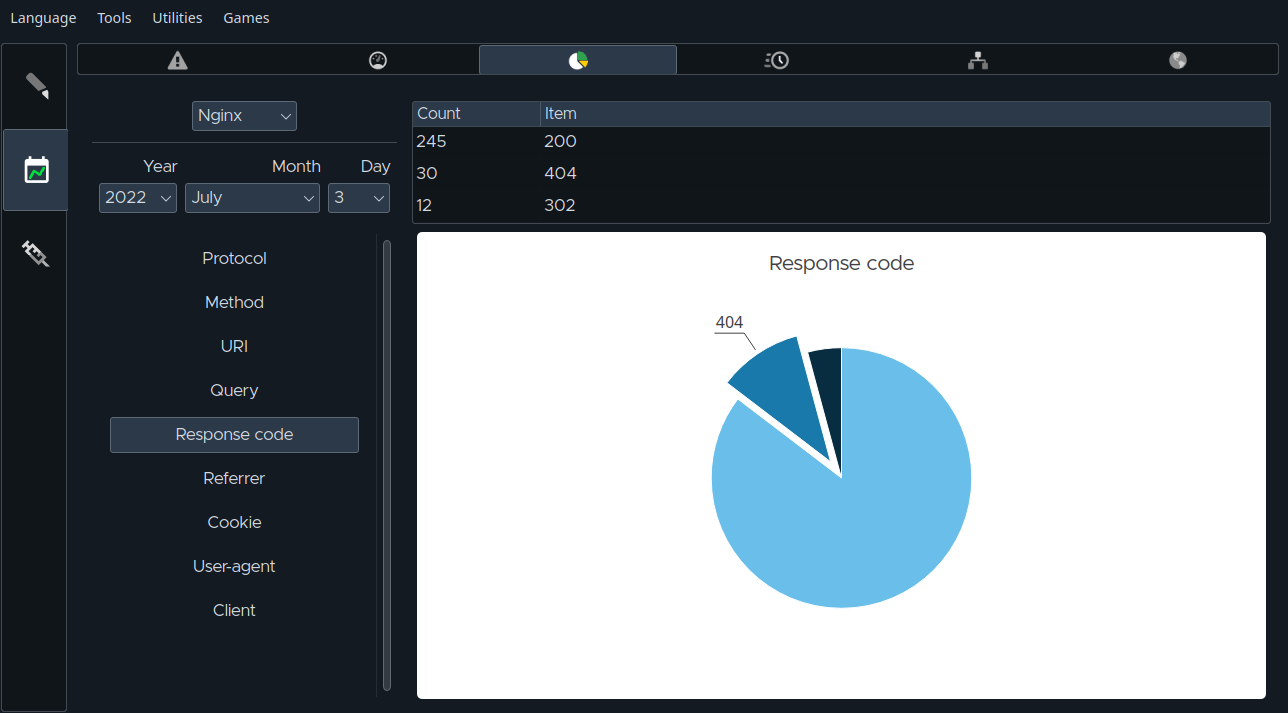 Language Tools Utilities Games
Nginx
Year Month Day
2022 July 3
Protocol
Method
URI
Query
Response code
Referrer
Cookie
User-agent
Client
Count Item
245 200
30 404
12 302
Response code
404